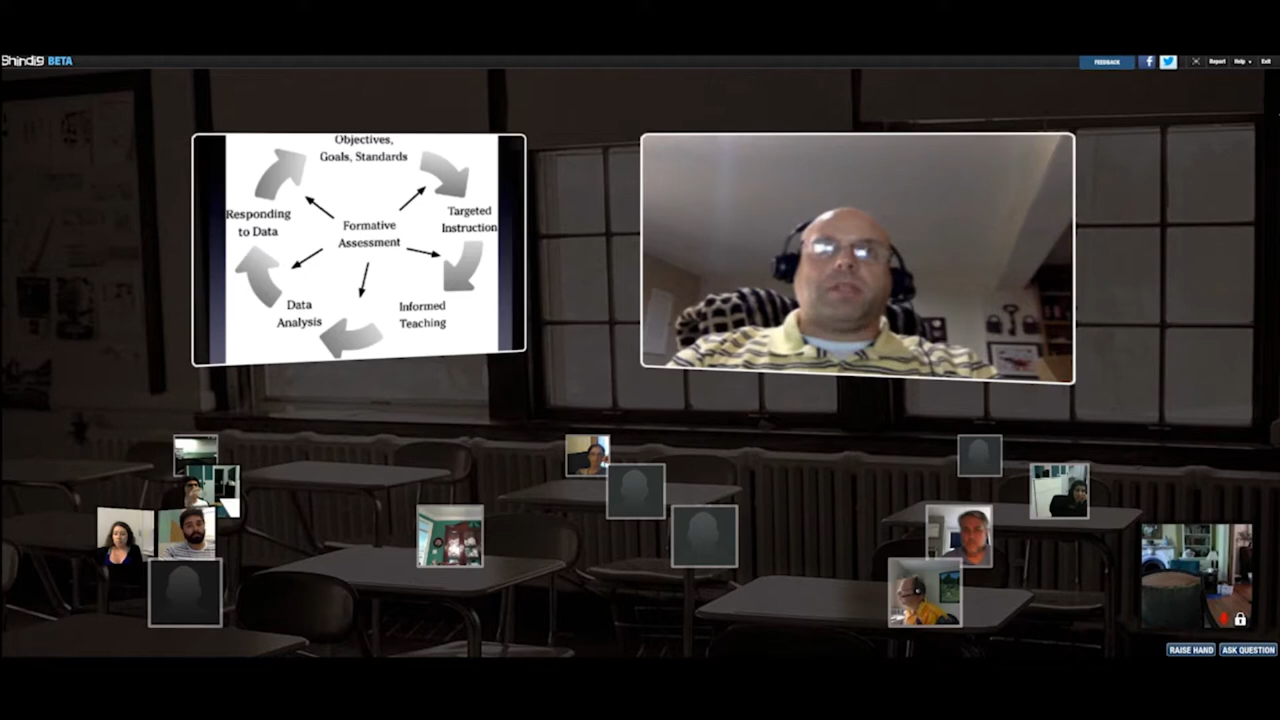 Shindig BETA
FEEDBACK
Report
Help
Exit
Objectives,
Goals, Standards
Responding
to Data
Targeted
Instruction
Formative
Assessment
Data
Analysis
Informed
Teaching
RAISE HAND
ASK QUESTION